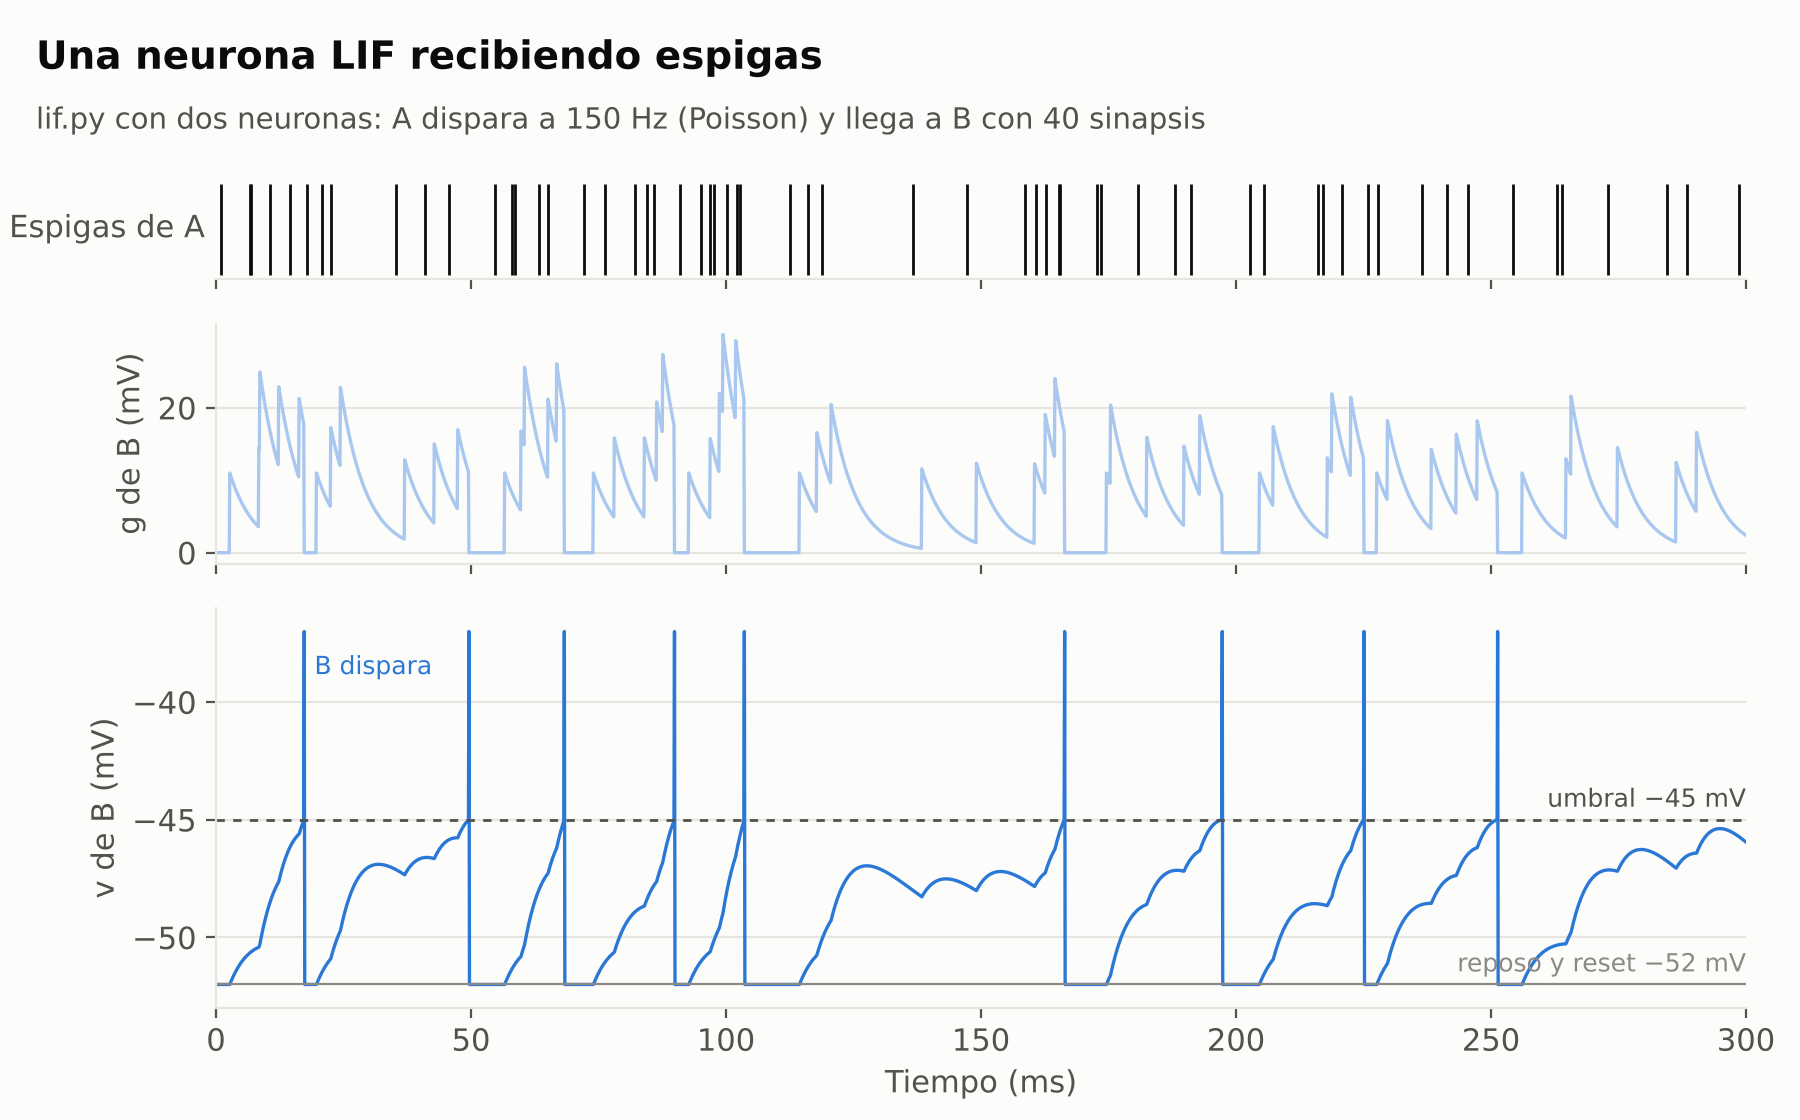 Una neurona LIF recibiendo espigas
lif.py con dos neuronas: A dispara a 150 Hz (Poisson) y llega a B con 40 sinapsis
Espigas de A
g de B (mV)
20
0
B dispara
v de B (mV)
−40
−45
−50
umbral −45 mV
reposo y reset −52 mV
0 50 100 150 200 250 300
Tiempo (ms)